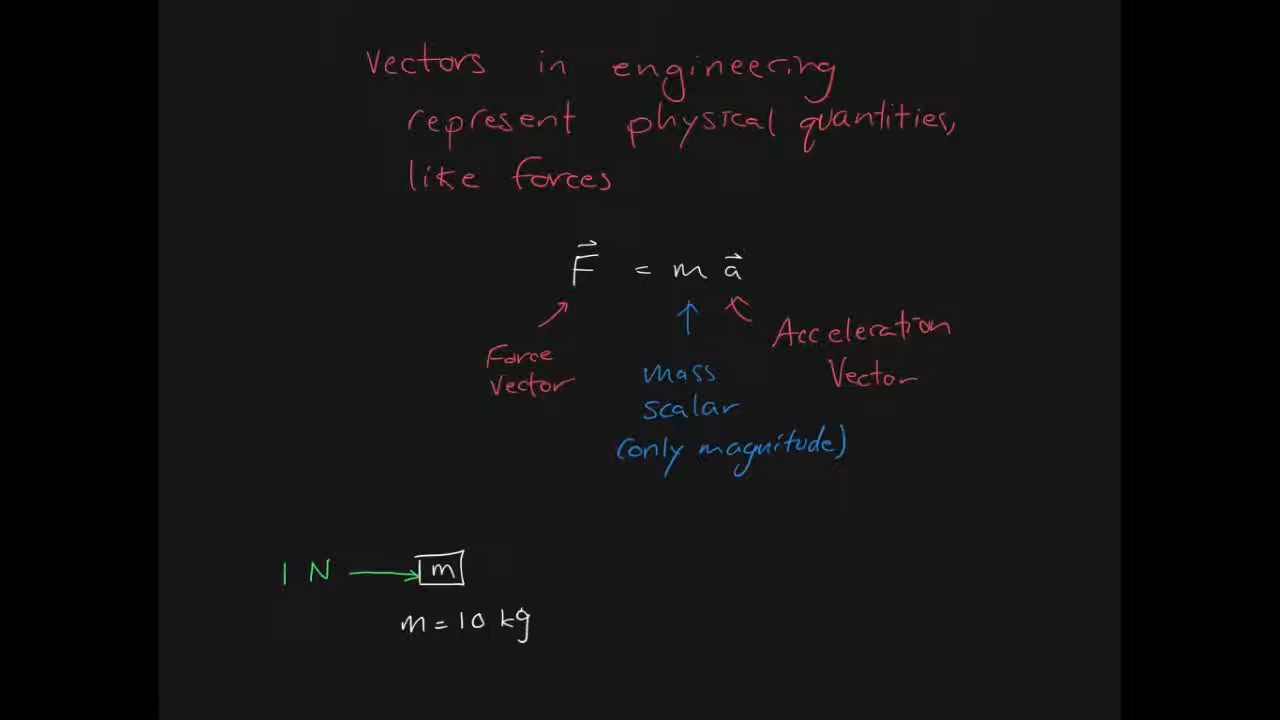 Vectors in engineering
represent physical quantities,
like forces
F⃗ = m a⃗
Force
Vector
mass
scalar
(only magnitude)
Acceleration
Vector
1 N
m
m = 10 kg